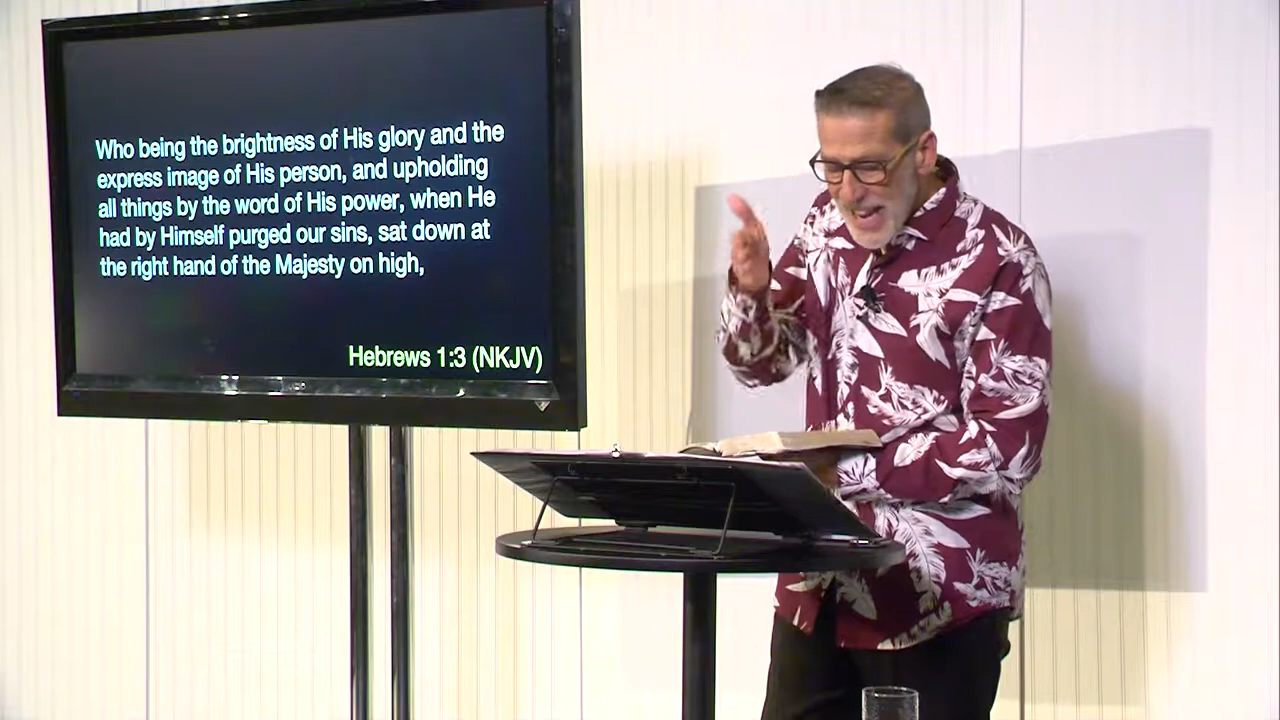 Who being the brightness of His glory and the
express image of His person, and upholding
all things by the word of His power, when He
had by Himself purged our sins, sat down at
the right hand of the Majesty on high,
Hebrews 1:3 (NKJV)